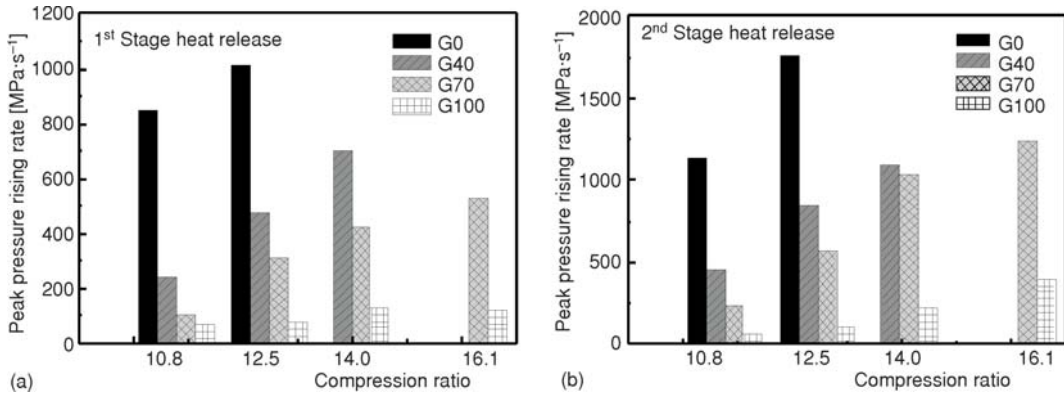 1200
1000
800
600
400
200
0
Peak pressure rising rate [MPa·s⁻¹]
1st Stage heat release
G0
G40
G70
G100
10.8 12.5 14.0 16.1
Compression ratio
(a)
2000
1500
1000
500
0
Peak pressure rising rate [MPa·s⁻¹]
2nd Stage heat release
G0
G40
G70
G100
10.8 12.5 14.0 16.1
Compression ratio
(b)